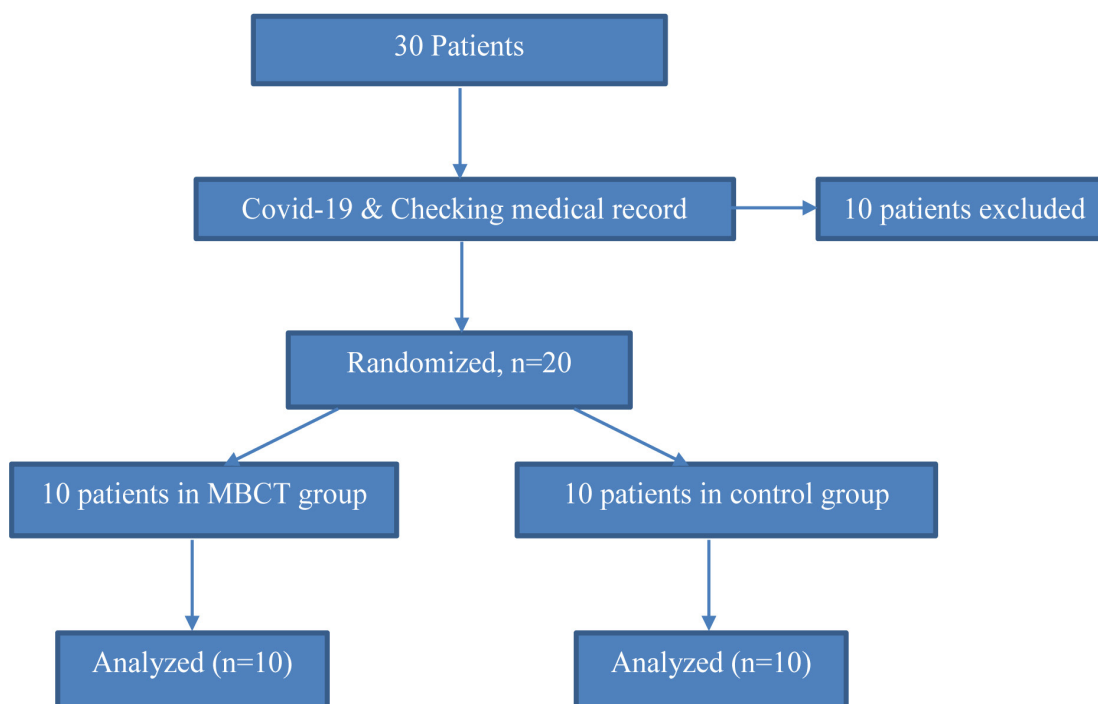 30 Patients
Covid-19 & Checking medical record
10 patients excluded
Randomized, n=20
10 patients in MBCT group
10 patients in control group
Analyzed (n=10)
Analyzed (n=10)